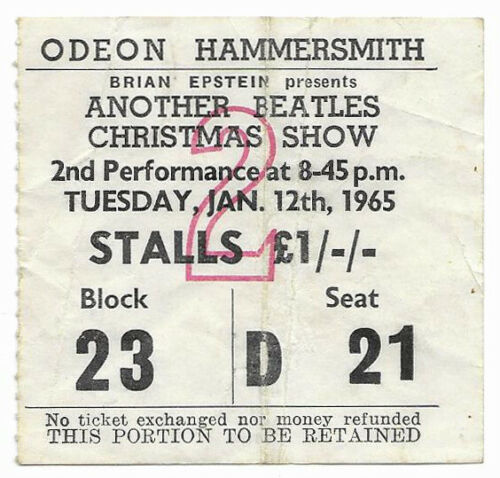 ODEON HAMMERSMITH
BRIAN EPSTEIN presents
ANOTHER BEATLES
CHRISTMAS SHOW
2nd Performance at 8-45 p.m.
TUESDAY, JAN. 12th, 1965
STALLS £1/-/-
2
Block Seat
23 D 21
No ticket exchanged nor money refunded
THIS PORTION TO BE RETAINED